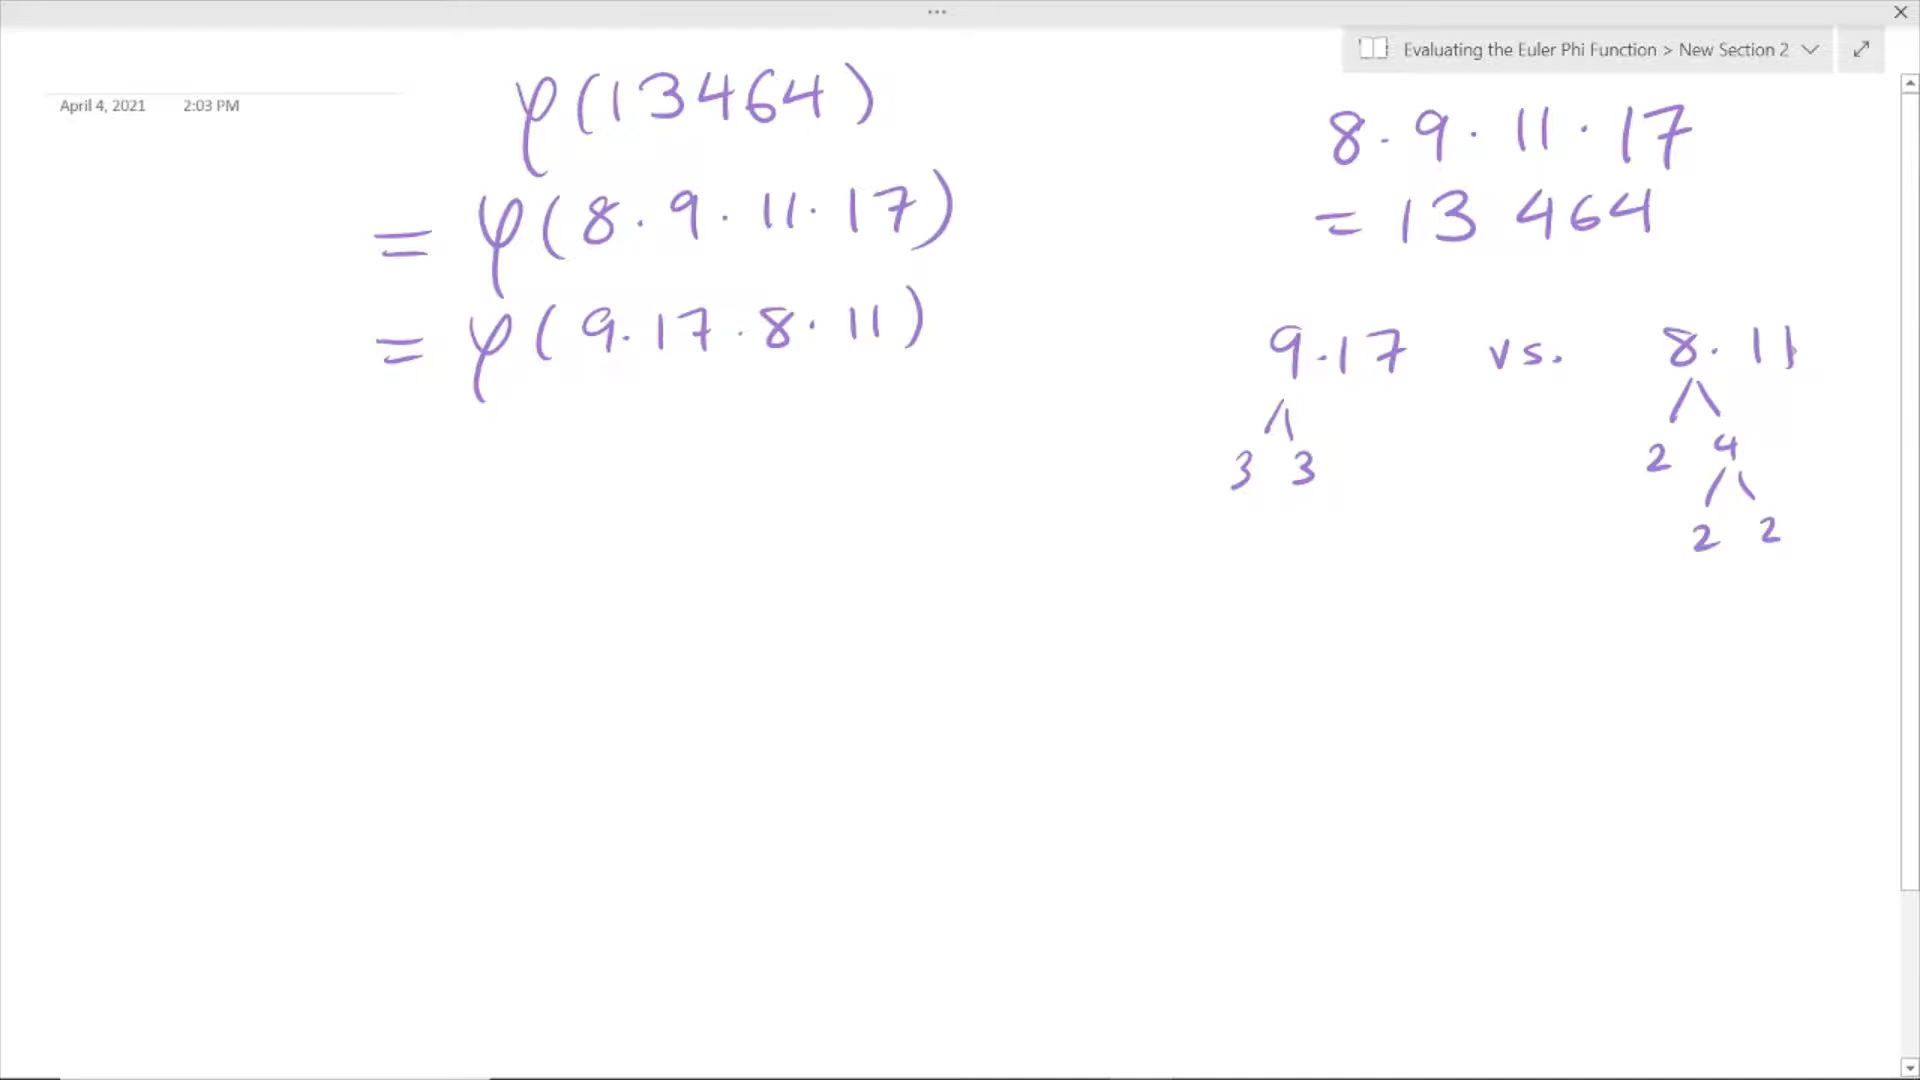 Evaluating the Euler Phi Function > New Section 2
April 4, 2021 2:03 PM
φ(13464)
= φ(8·9·11·17)
= φ(9·17·8·11)
8·9·11·17
= 13 464
9·17 vs. 8·11
3 3
2 4
2 2